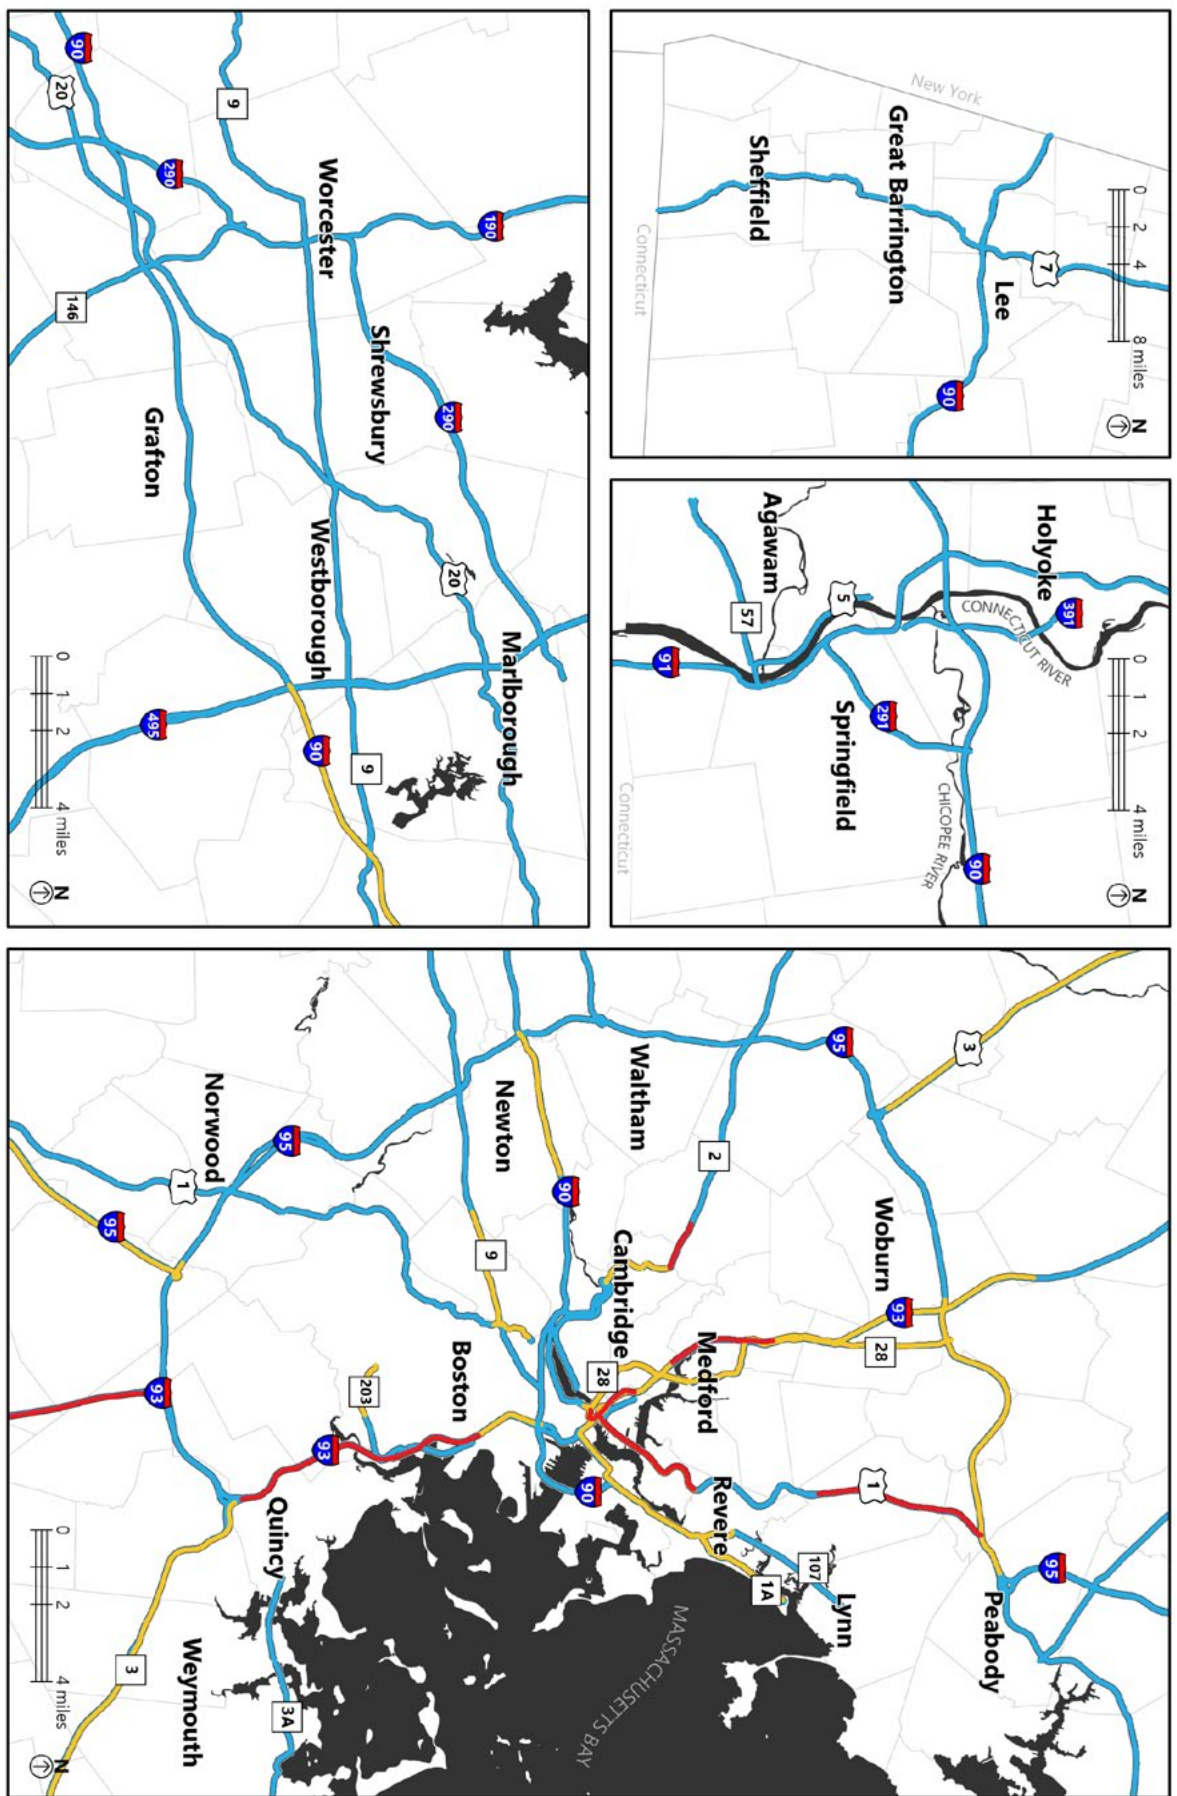 New York
Great Barrington
Sheffield
Lee
Connecticut
7
90
0 2 4 8 miles
N
Holyoke
Agawam
Springfield
CONNECTICUT RIVER
CHICOPEE RIVER
Connecticut
391
5
57
91
291
90
0 1 2 4 miles
N
Worcester
Shrewsbury
Grafton
Westborough
Marlborough
90
20
9
290
190
146
290
20
495
90
9
0 1 2 4 miles
N
Waltham
Newton
Norwood
Woburn
Cambridge
Medford
Boston
Revere
Lynn
Quincy
Peabody
Weymouth
MASSACHUSETTS BAY
3
95
2
95
1
95
90
9
93
28
28
203
93
93
1
90
107
1A
95
3
3A
0 1 2 4 miles
N